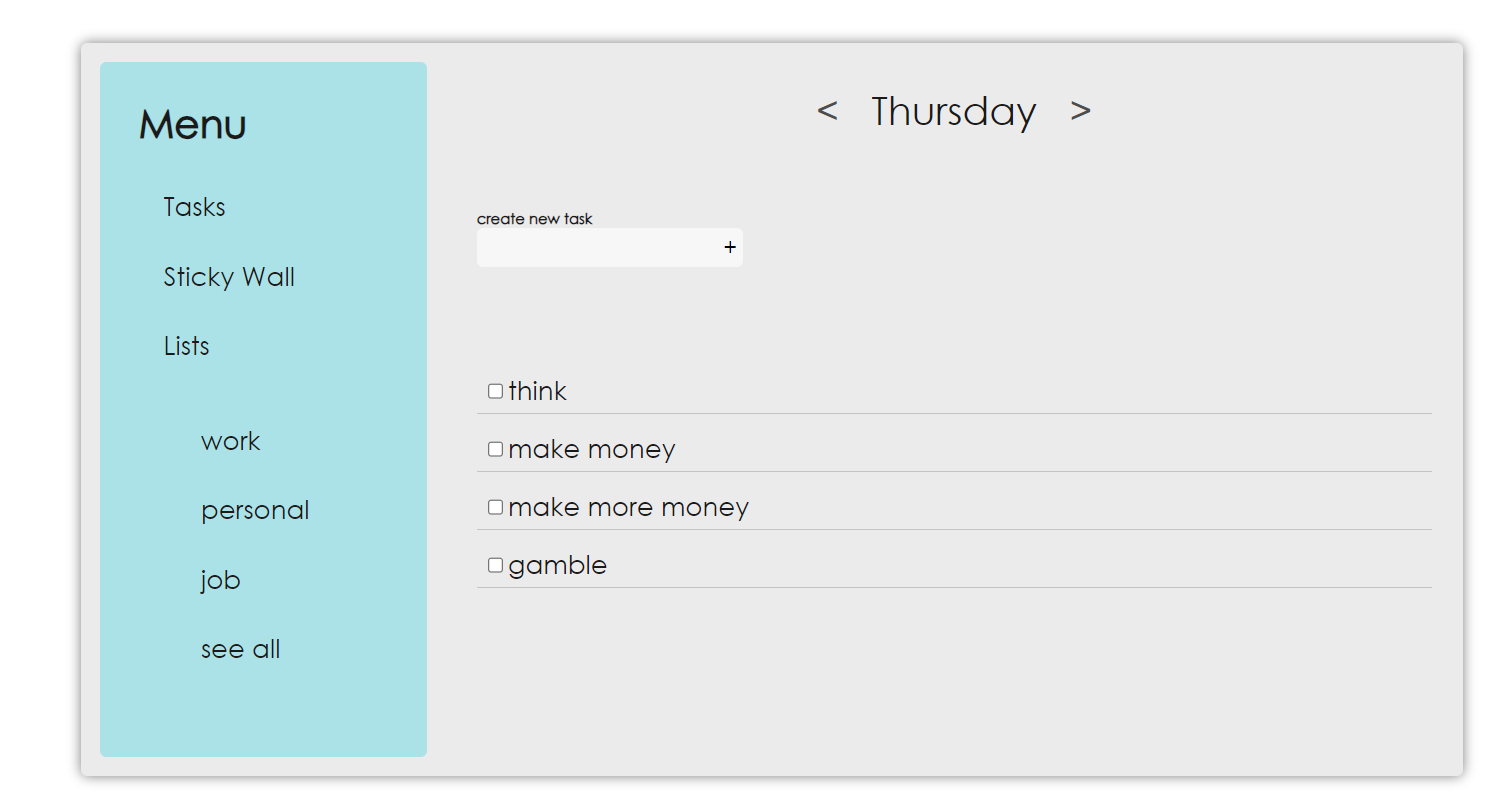 Menu
Tasks
Sticky Wall
Lists
work
personal
job
see all
< Thursday >
create new task
+
think
make money
make more money
gamble